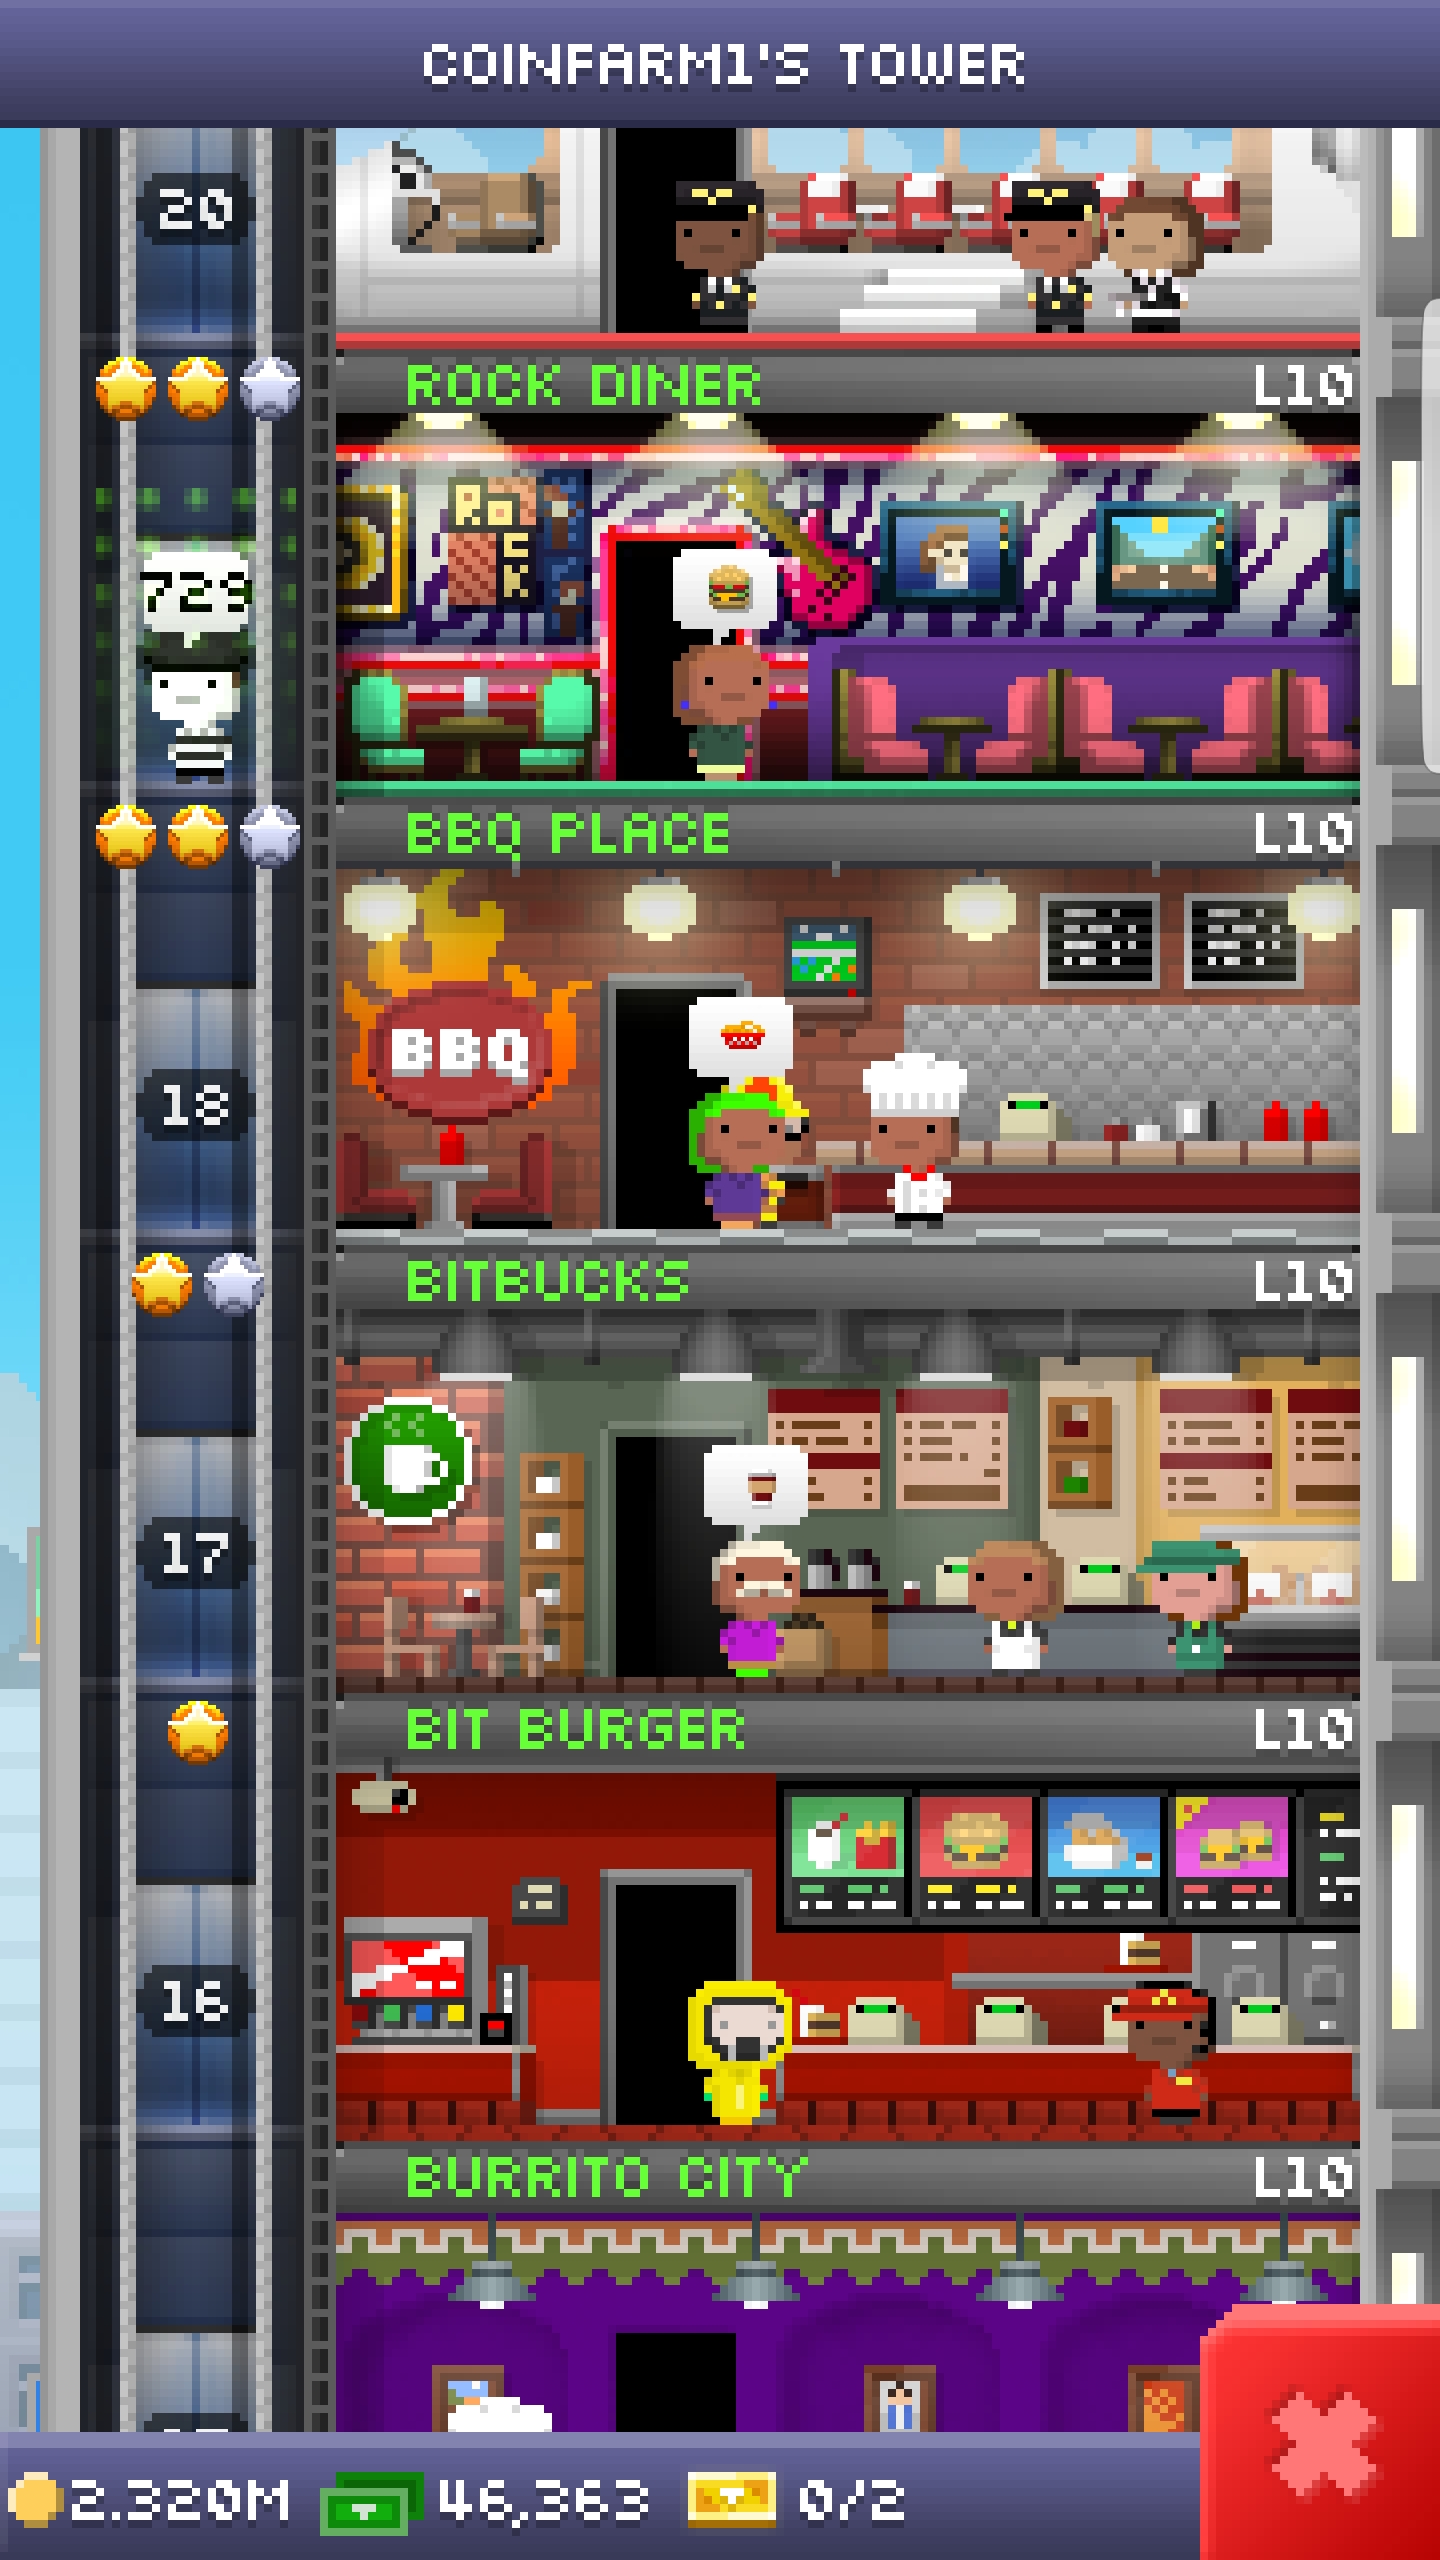 COINFARM1'S TOWER
20
ROCK DINER L10
723
BBQ PLACE L10
BBQ
18
BITBUCKS L10
17
BIT BURGER L10
16
BURRITO CITY L10
2.320M 46,363 0/2